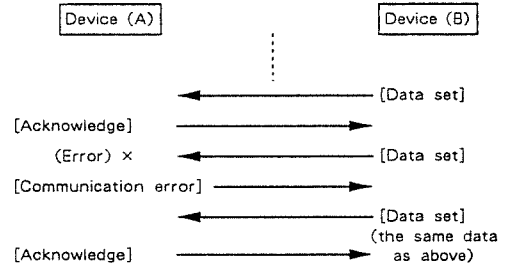 Device (A) Device (B)
[Data set]
[Acknowledge]
(Error) × [Data set]
[Communication error]
[Data set]
(the same data
[Acknowledge] as above)